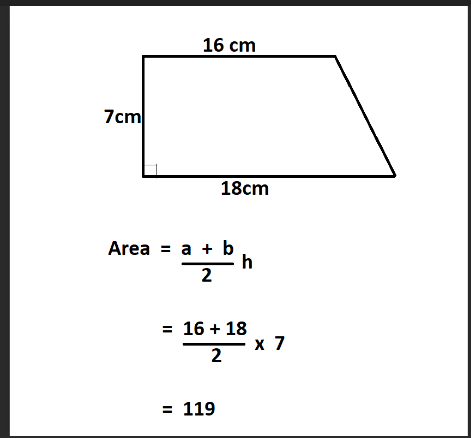 16 cm
7cm
18cm
Area = a + b
2
h
= 16 + 18
2
x 7
= 119